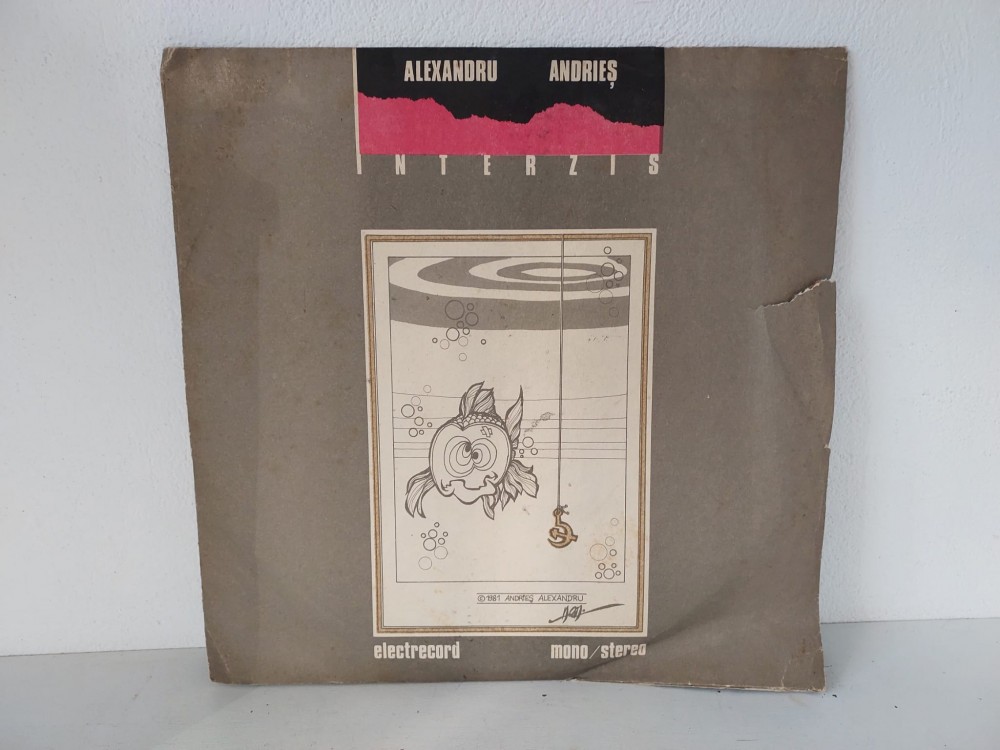 ALEXANDRU ANDRIEȘ
INTERZIS
©1981 ANDRIEȘ ALEXANDRU
electrecord mono/stereo